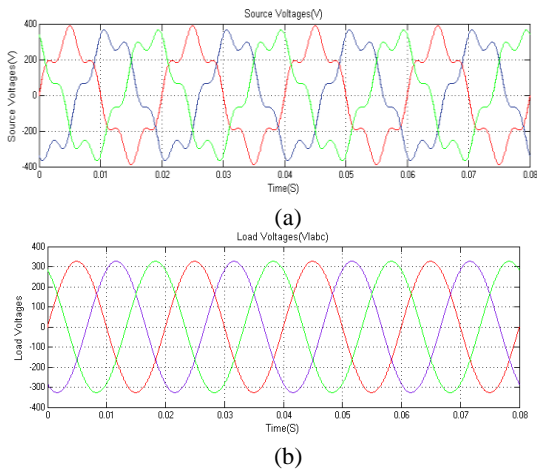 Source Voltages(V)
Source Voltages(V)
400
200
0
-200
-400
0 0.01 0.02 0.03 0.04 0.05 0.06 0.07 0.08
Time(S)
(a)
Load Voltages(Vlabc)
Load Voltages
400
300
200
100
0
-100
-200
-300
400
0 0.01 0.02 0.03 0.04 0.05 0.06 0.07 0.08
Time(S)
(b)